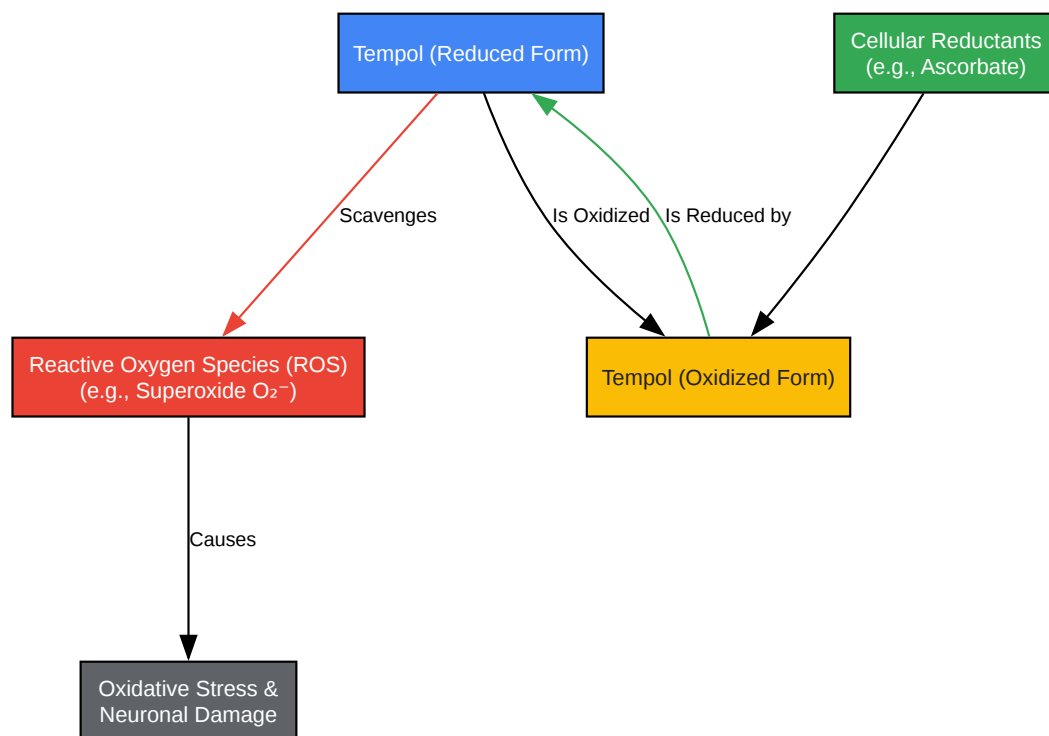 Tempol (Reduced Form)
Cellular Reductants
(e.g., Ascorbate)
Scavenges
Is Oxidized
Is Reduced by
Reactive Oxygen Species (ROS)
(e.g., Superoxide O₂⁻)
Tempol (Oxidized Form)
Causes
Oxidative Stress &
Neuronal Damage